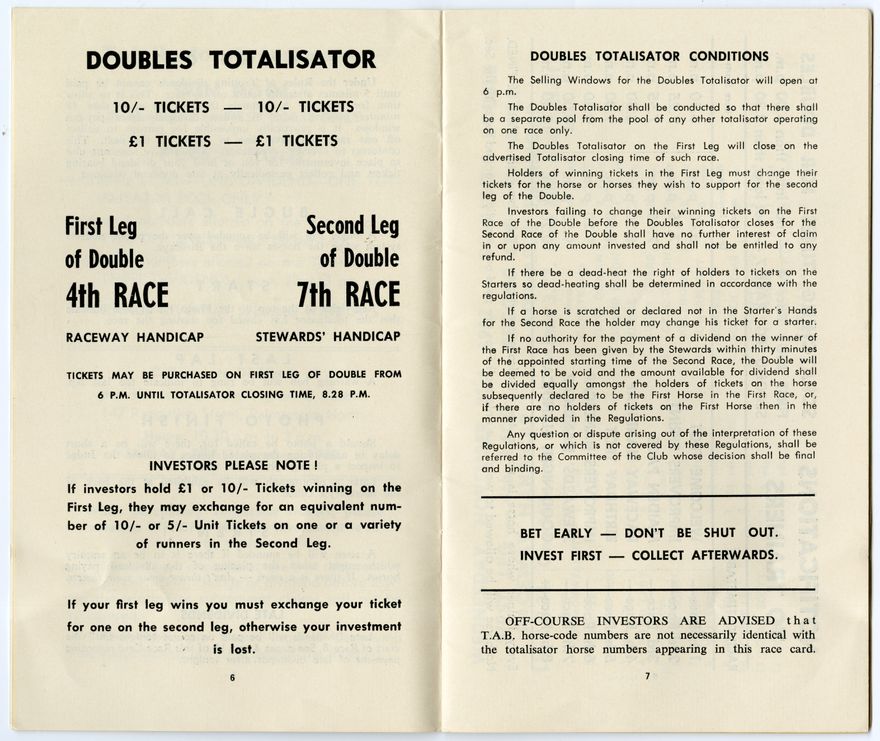 DOUBLES TOTALISATOR
10/- TICKETS — 10/- TICKETS
£1 TICKETS — £1 TICKETS
First Leg
of Double
4th RACE
Second Leg
of Double
7th RACE
RACEWAY HANDICAP
STEWARDS' HANDICAP
TICKETS MAY BE PURCHASED ON FIRST LEG OF DOUBLE FROM
6 P.M. UNTIL TOTALISATOR CLOSING TIME, 8.28 P.M.
INVESTORS PLEASE NOTE !
If investors hold £1 or 10/- Tickets winning on the
First Leg, they may exchange for an equivalent num-
ber of 10/- or 5/- Unit Tickets on one or a variety
of runners in the Second Leg.
If your first leg wins you must exchange your ticket
for one on the second leg, otherwise your investment
is lost.
6
DOUBLES TOTALISATOR CONDITIONS
The Selling Windows for the Doubles Totalisator will open at
6 p.m.
The Doubles Totalisator shall be conducted so that there shall
be a separate pool from the pool of any other totalisator operating
on one race only.
The Doubles Totalisator on the First Leg will close on the
advertised Totalisator closing time of such race.
Holders of winning tickets in the First Leg must change their
tickets for the horse or horses they wish to support for the second
leg of the Double.
Investors failing to change their winning tickets on the First
Race of the Double before the Doubles Totalisator closes for the
Second Race of the Double shall have no further interest of claim
in or upon any amount invested and shall not be entitled to any
refund.
If there be a dead-heat the right of holders to tickets on the
Starters so dead-heating shall be determined in accordance with the
regulations.
If a horse is scratched or declared not in the Starter's Hands
for the Second Race the holder may change his ticket for a starter.
If no authority for the payment of a dividend on the winner of
the First Race has been given by the Stewards within thirty minutes
of the appointed starting time of the Second Race, the Double will
be deemed to be void and the amount available for dividend shall
be divided equally amongst the holders of tickets on the horse
subsequently declared to be the First Horse in the First Race, or,
if there are no holders of tickets on the First Horse then in the
manner provided in the Regulations.
Any question or dispute arising out of the interpretation of these
Regulations, or which is not covered by these Regulations, shall be
referred to the Committee of the Club whose decision shall be final
and binding.
BET EARLY — DON'T BE SHUT OUT.
INVEST FIRST — COLLECT AFTERWARDS.
OFF-COURSE INVESTORS ARE ADVISED that
T.A.B. horse-code numbers are not necessarily identical with
the totalisator horse numbers appearing in this race card.
7